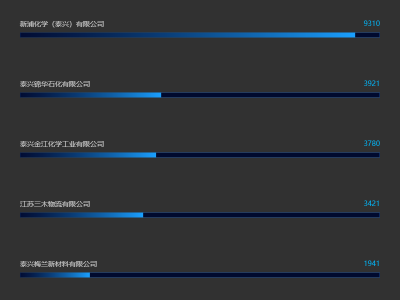 新浦化学（泰兴）有限公司 9310
泰兴锦华石化有限公司 3921
泰兴金江化学工业有限公司 3780
江苏三木物流有限公司 3421
泰兴梅兰新材料有限公司 1941